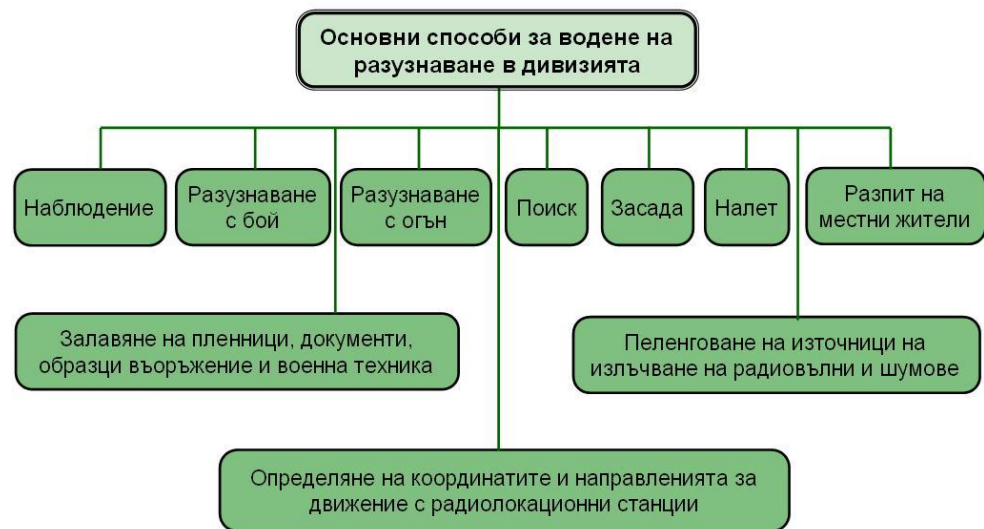 Основни способи за водене на
разузнаване в дивизията
Наблюдение
Разузнаване
с бой
Разузнаване
с огън
Поиск
Засада
Налет
Разпит на
местни жители
Залавяне на пленници, документи,
образци въоръжение и военна техника
Пеленговане на източници на
излъчване на радиовълни и шумове
Определяне на координатите и направленията за
движение с радиолокационни станции